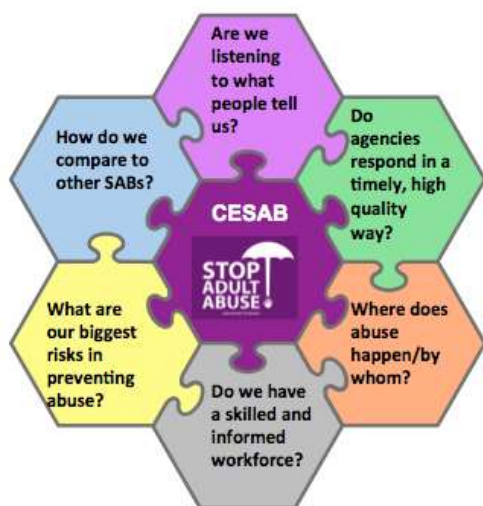 Are we
listening
to what
people tell
us?
Do
agencies
respond in a
timely, high
quality
way?
How do we
compare to
other SABs?
CESAB
STOP
ADULT
ABUSE
What are
our biggest
risks in
preventing
abuse?
Where does
abuse
happen/by
whom?
Do we have
a skilled and
informed
workforce?